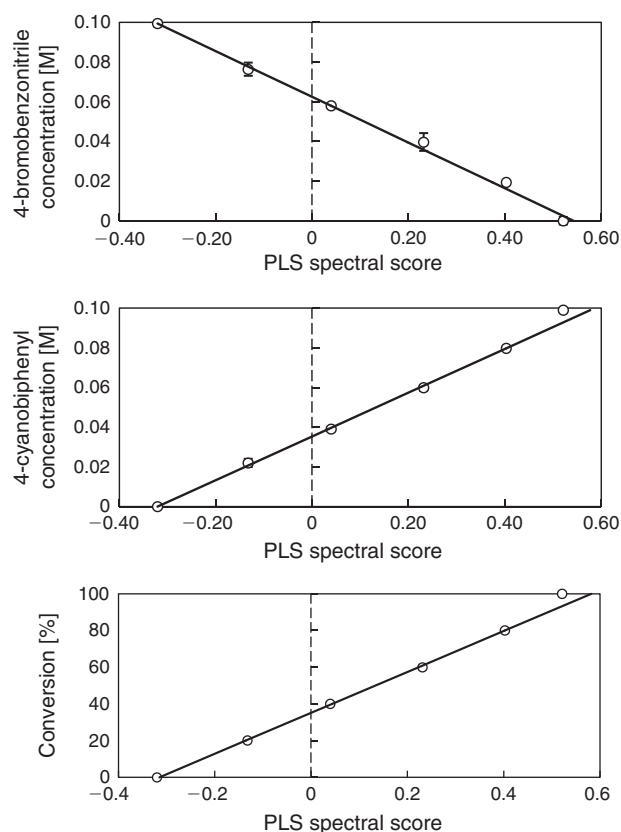 4-bromobenzonitrile
concentration [M]
0.10
0.08
0.06
0.04
0.02
0
−0.40 −0.20 0 0.20 0.40 0.60
PLS spectral score
4-cyanobiphenyl
concentration [M]
0.10
0.08
0.06
0.04
0.02
0
−0.40 −0.20 0 0.20 0.40 0.60
PLS spectral score
Conversion [%]
100
80
60
40
20
0
−0.4 −0.2 0 0.2 0.4 0.6
PLS spectral score